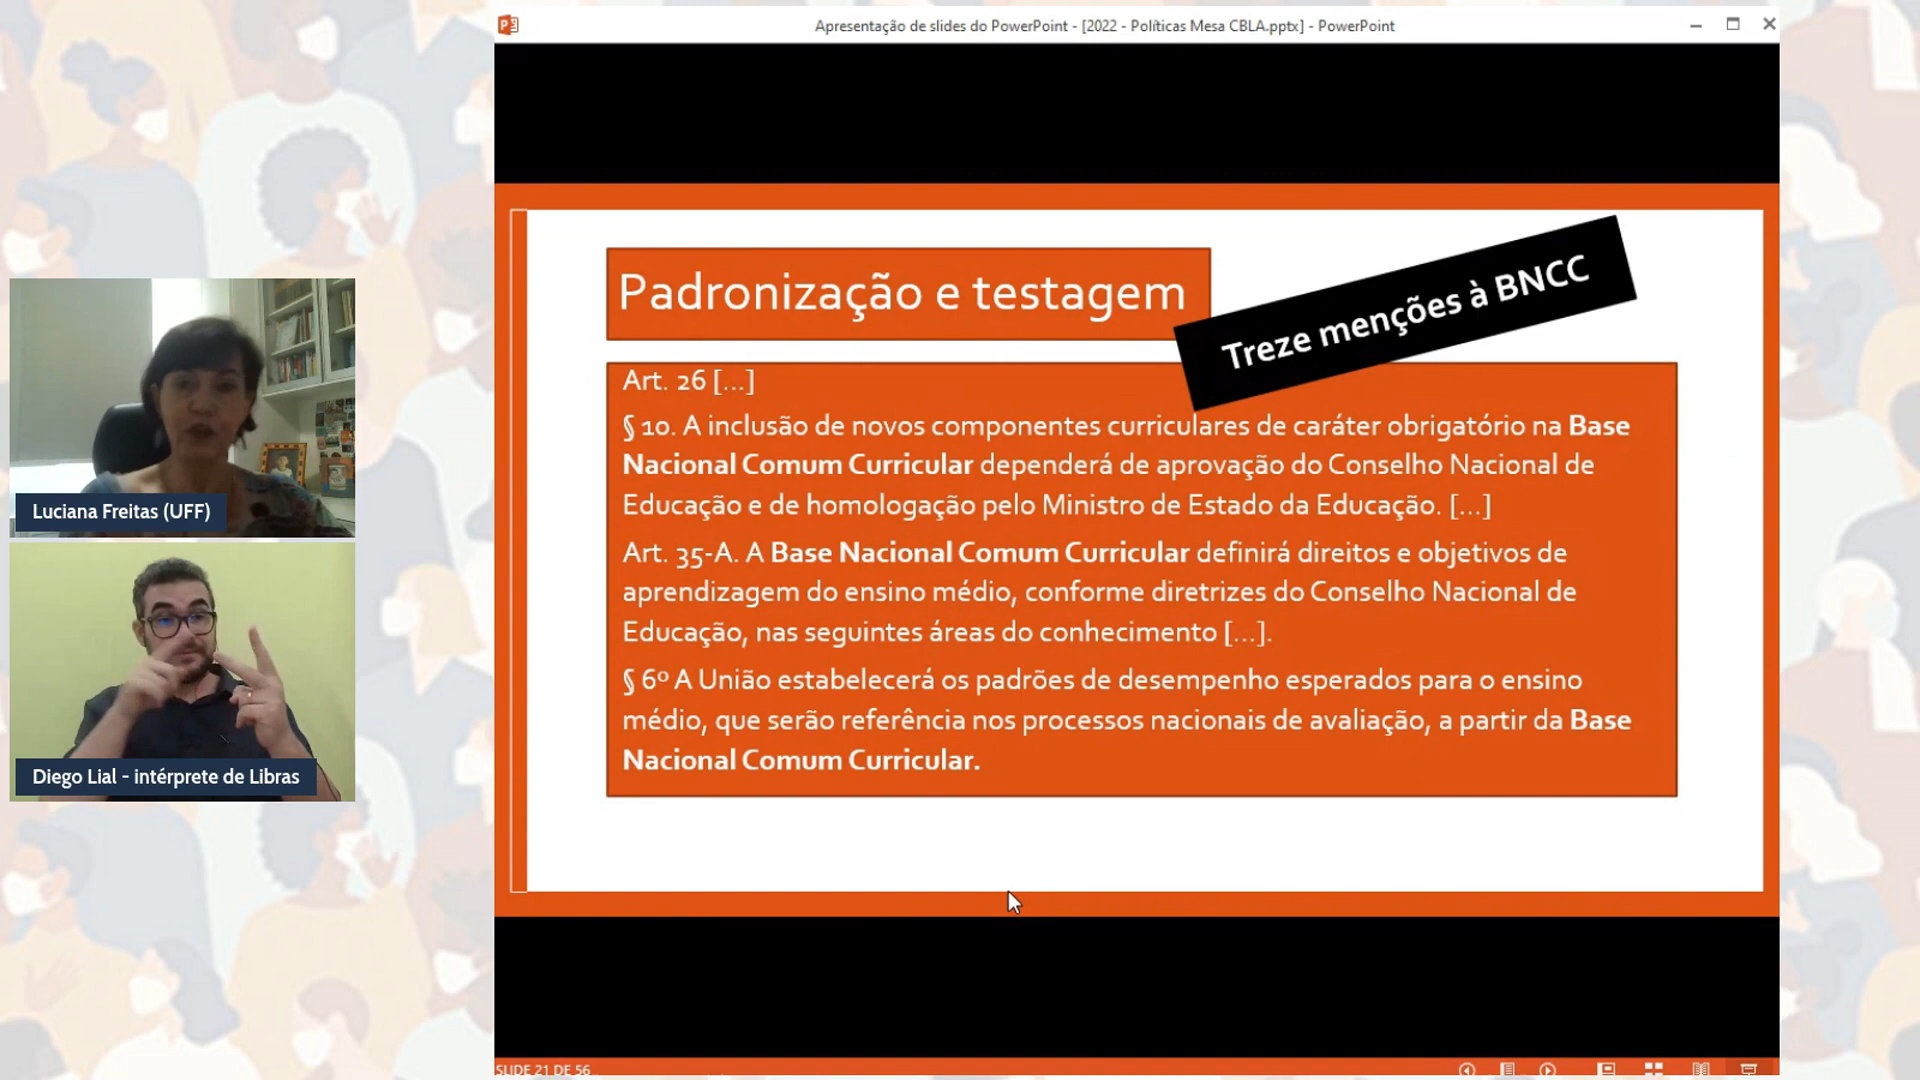 Apresentação de slides do PowerPoint - [2022 - Políticas Mesa CBLA.pptx] - PowerPoint
Padronização e testagem
Treze menções à BNCC
Art. 26 [...]
§ 10. A inclusão de novos componentes curriculares de caráter obrigatório na Base
Nacional Comum Curricular dependerá de aprovação do Conselho Nacional de
Educação e de homologação pelo Ministro de Estado da Educação. [...]
Art. 35-A. A Base Nacional Comum Curricular definirá direitos e objetivos de
aprendizagem do ensino médio, conforme diretrizes do Conselho Nacional de
Educação, nas seguintes áreas do conhecimento [...].
§ 6º A União estabelecerá os padrões de desempenho esperados para o ensino
médio, que serão referência nos processos nacionais de avaliação, a partir da Base
Nacional Comum Curricular.
Luciana Freitas (UFF)
Diego Lial - intérprete de Libras
SLIDE 21 DE 56